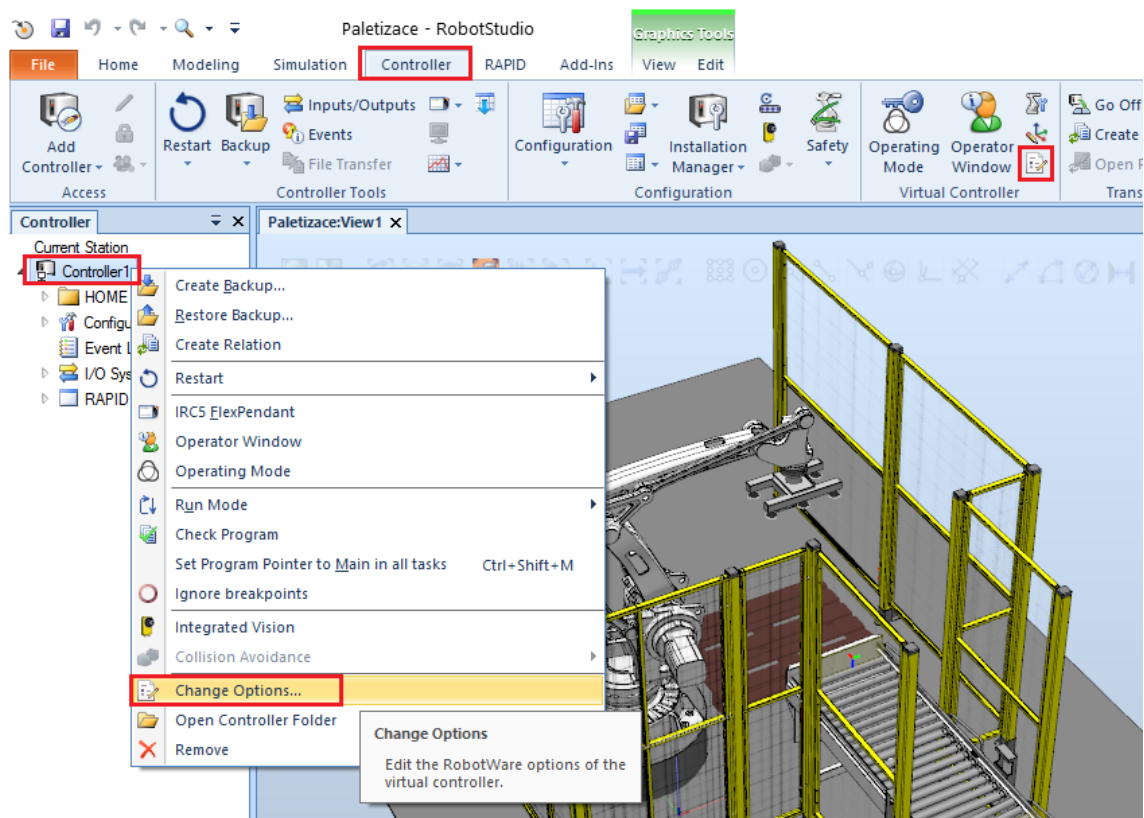 Paletizace - RobotStudio
Graphics Tools
File Home Modeling Simulation Controller RAPID Add-Ins View Edit
Add Controller
Restart
Backup
Inputs/Outputs
Events
File Transfer
Configuration
Installation Manager
Safety
Operating Mode
Operator Window
Go Off
Create
Open
Access
Controller Tools
Configuration
Virtual Controller
Trans
Controller
Paletizace:View1
Current Station
Controller1
HOME
Configu
Event L
I/O Sys
RAPID
Create Backup...
Restore Backup...
Create Relation
Restart
IRC5 FlexPendant
Operator Window
Operating Mode
Run Mode
Check Program
Set Program Pointer to Main in all tasks Ctrl+Shift+M
Ignore breakpoints
Integrated Vision
Collision Avoidance
Change Options...
Open Controller Folder
Remove
Change Options
Edit the RobotWare options of the
virtual controller.